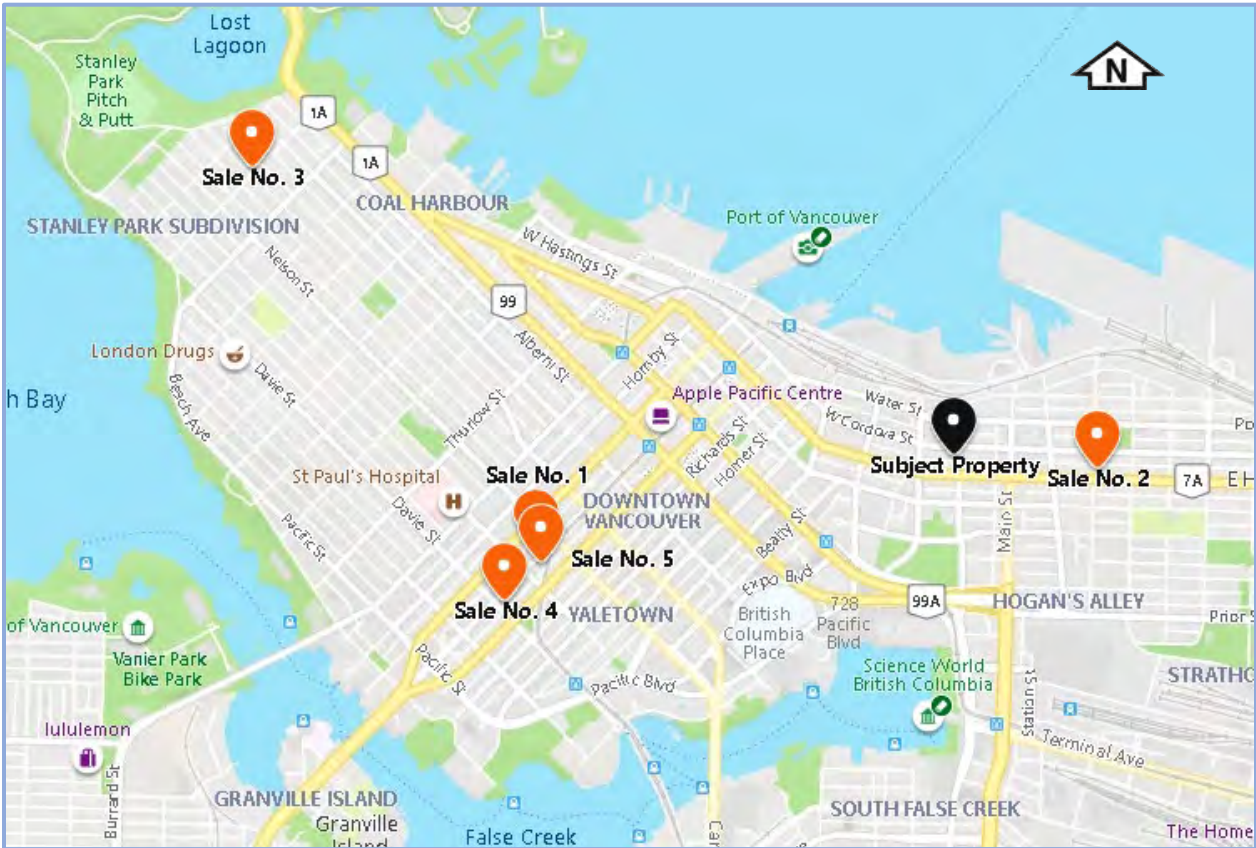 Lost
Lagoon
Stanley
Park
Pitch
& Putt
N
1A
1A
Sale No. 3
COAL HARBOUR
STANLEY PARK SUBDIVISION
Port of Vancouver
W Hastings St
Nelson St
99
London Drugs
Alberni St
Hornby St
Davie St
Beach Ave
h Bay
Apple Pacific Centre
Water St
W Cordova St
Thurlow St
Richards St
Homer St
Subject Property
Sale No. 2
7A
E H
St Paul's Hospital
H
Sale No. 1
DOWNTOWN
VANCOUVER
Davie St
Main St
Pacific St
Beatty St
Sale No. 5
Expo Blvd
Sale No. 4
YALETOWN
British
Columbia
Place
728
Pacific
Blvd
99A
HOGAN'S ALLEY
Prior S
of Vancouver
Vanier Park
Bike Park
Pacific St
Pacific Blvd
Science World
British Columbia
STRATHC
Station St
lululemon
Terminal Ave
Burrard St
GRANVILLE ISLAND
Granville
Island
False Creek
Cam
SOUTH FALSE CREEK
The Home